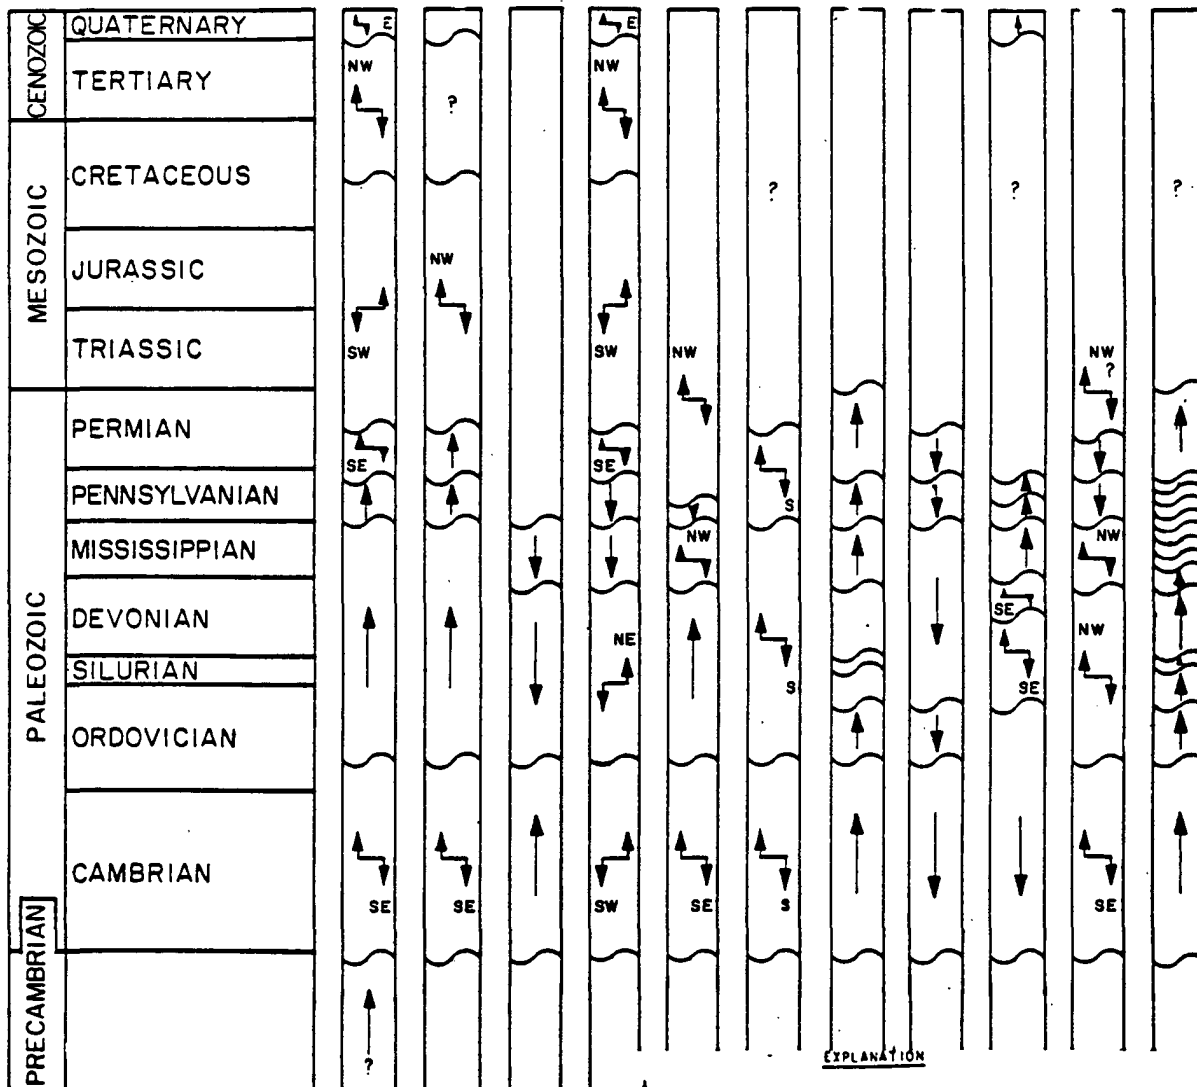 CENOZOIC
QUATERNARY
E
E
TERTIARY
NW
?
NW
MESOZOIC
CRETACEOUS
?
?
?
JURASSIC
NW
TRIASSIC
SW
SW
NW
NW
?
PALEOZOIC
PERMIAN
SE
SE
PENNSYLVANIAN
S
MISSISSIPPIAN
NW
NW
DEVONIAN
SE
NE
NW
SILURIAN
S
SE
ORDOVICIAN
CAMBRIAN
SE
SE
SW
SE
S
SE
PRECAMBRIAN
?
EXPLANATION